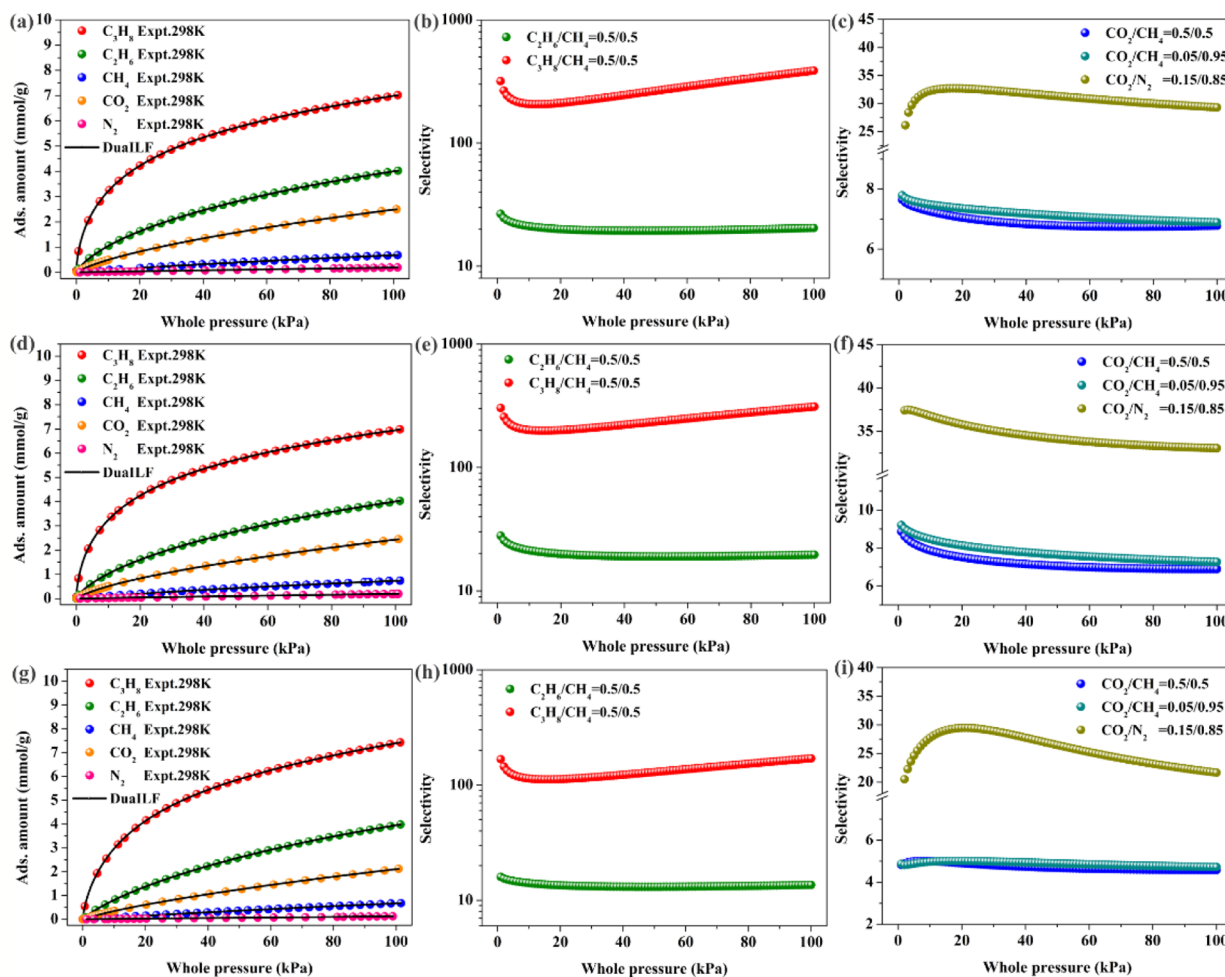 (a)
10
9
8
7
6
5
4
3
2
1
0
Ads. amount (mmol/g)
C₃H₈ Expt.298K
C₂H₆ Expt.298K
CH₄ Expt.298K
CO₂ Expt.298K
N₂ Expt.298K
DualLF
0 20 40 60 80 100
Whole pressure (kPa)
(b)
1000
100
10
Selectivity
C₂H₆/CH₄=0.5/0.5
C₃H₈/CH₄=0.5/0.5
0 20 40 60 80 100
Whole pressure (kPa)
(c)
45
40
35
30
25
8
6
Selectivity
CO₂/CH₄=0.5/0.5
CO₂/CH₄=0.05/0.95
CO₂/N₂ =0.15/0.85
0 20 40 60 80 100
Whole pressure (kPa)
(d)
10
9
8
7
6
5
4
3
2
1
0
Ads. amount (mmol/g)
C₃H₈ Expt.298K
C₂H₆ Expt.298K
CH₄ Expt.298K
CO₂ Expt.298K
N₂ Expt.298K
DualLF
0 20 40 60 80 100
Whole pressure (kPa)
(e)
1000
100
10
Selectivity
C₂H₆/CH₄=0.5/0.5
C₃H₈/CH₄=0.5/0.5
0 20 40 60 80 100
Whole pressure (kPa)
(f)
45
40
35
10
8
6
Selectivity
CO₂/CH₄=0.5/0.5
CO₂/CH₄=0.05/0.95
CO₂/N₂ =0.15/0.85
0 20 40 60 80 100
Whole pressure (kPa)
(g)
10
9
8
7
6
5
4
3
2
1
0
Ads. amount (mmol/g)
C₃H₈ Expt.298K
C₂H₆ Expt.298K
CH₄ Expt.298K
CO₂ Expt.298K
N₂ Expt.298K
DualLF
0 20 40 60 80 100
Whole pressure (kPa)
(h)
1000
100
10
Selectivity
C₂H₆/CH₄=0.5/0.5
C₃H₈/CH₄=0.5/0.5
0 20 40 60 80 100
Whole pressure (kPa)
(i)
40
35
30
25
20
6
4
2
Selectivity
CO₂/CH₄=0.5/0.5
CO₂/CH₄=0.05/0.95
CO₂/N₂ =0.15/0.85
0 20 40 60 80 100
Whole pressure (kPa)